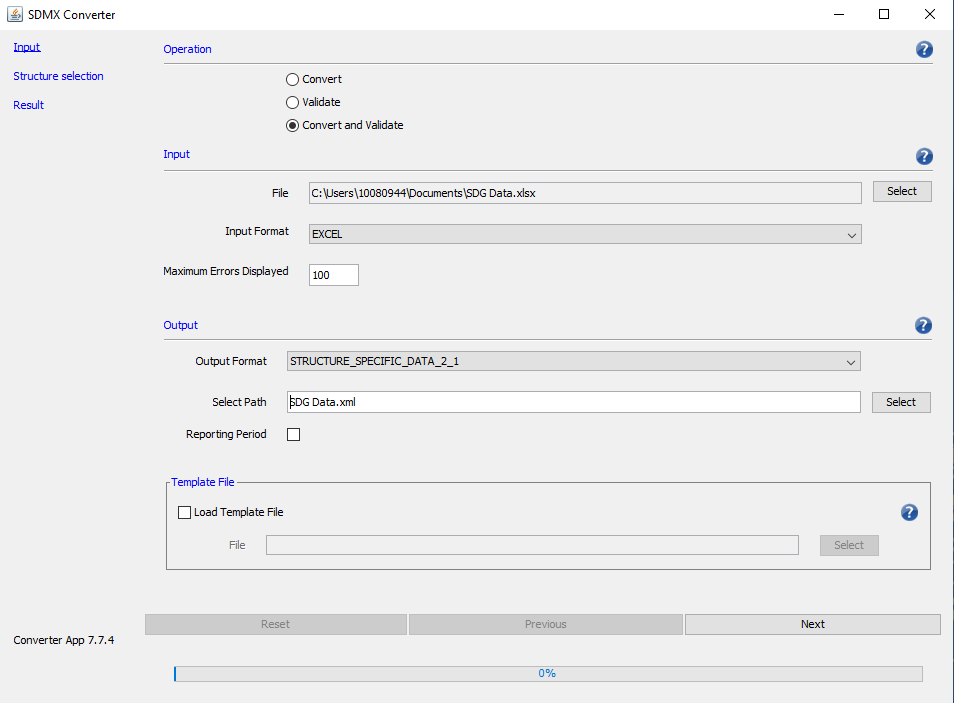 SDMX Converter
Input
Structure selection
Result
Operation
?
Convert
Validate
Convert and Validate
Input
?
File
C:\Users\10080944\Documents\SDG Data.xlsx
Select
Input Format
EXCEL
Maximum Errors Displayed
100
Output
?
Output Format
STRUCTURE_SPECIFIC_DATA_2_1
Select Path
SDG Data.xml
Select
Reporting Period
Template File
Load Template File
?
File
Select
Reset
Previous
Next
Converter App 7.7.4
0%